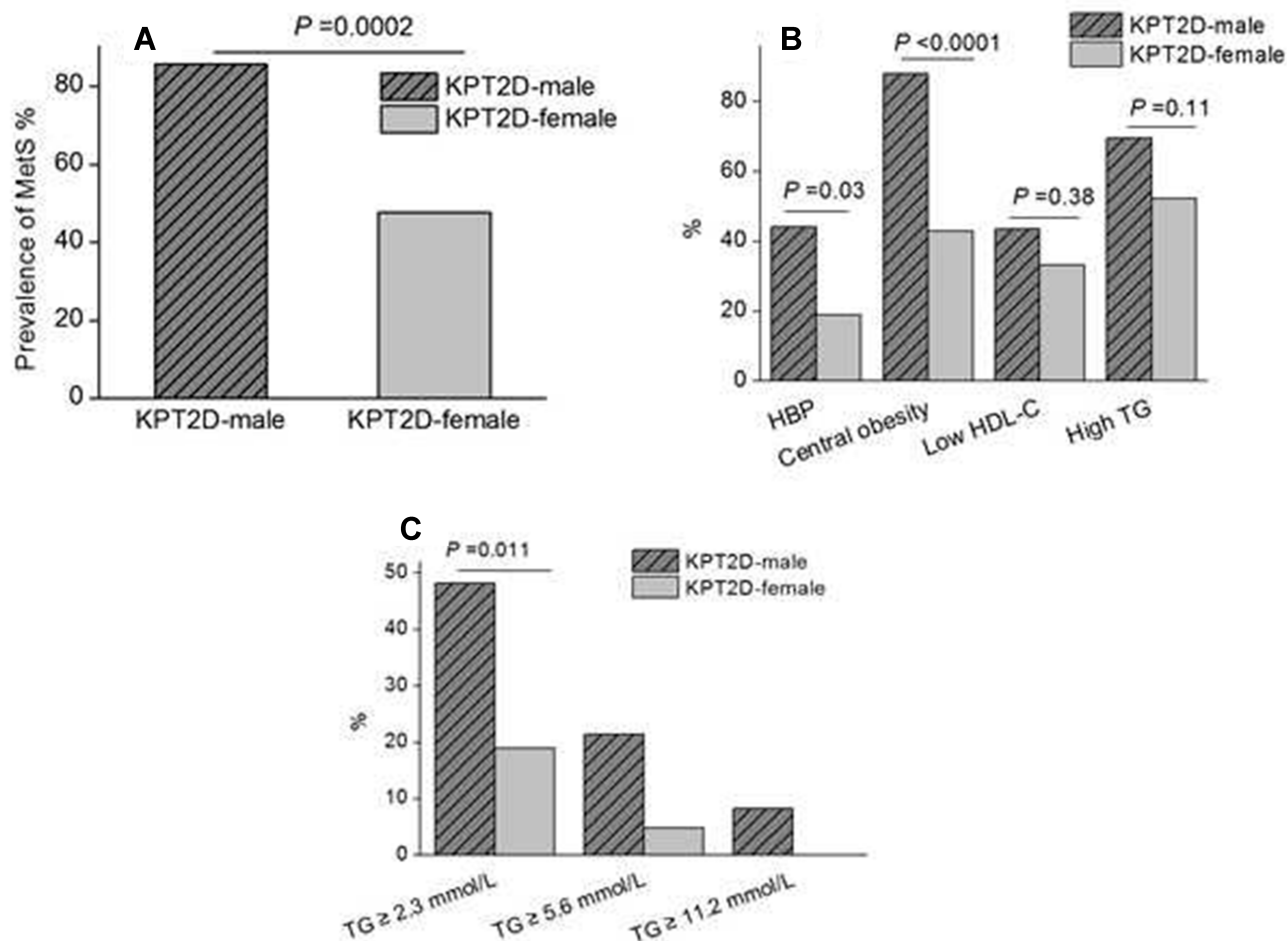 A
P =0.0002
KPT2D-male
KPT2D-female
Prevalence of MetS %
80
60
40
20
0
KPT2D-male KPT2D-female
B
KPT2D-male
KPT2D-female
P <0.0001
P =0.11
P =0.03
P =0.38
%
80
60
40
20
0
HBP
Central obesity
Low HDL-C
High TG
C
P =0.011
KPT2D-male
KPT2D-female
%
50
40
30
20
10
0
TG ≥ 2.3 mmol/L
TG ≥ 5.6 mmol/L
TG ≥ 11.2 mmol/L